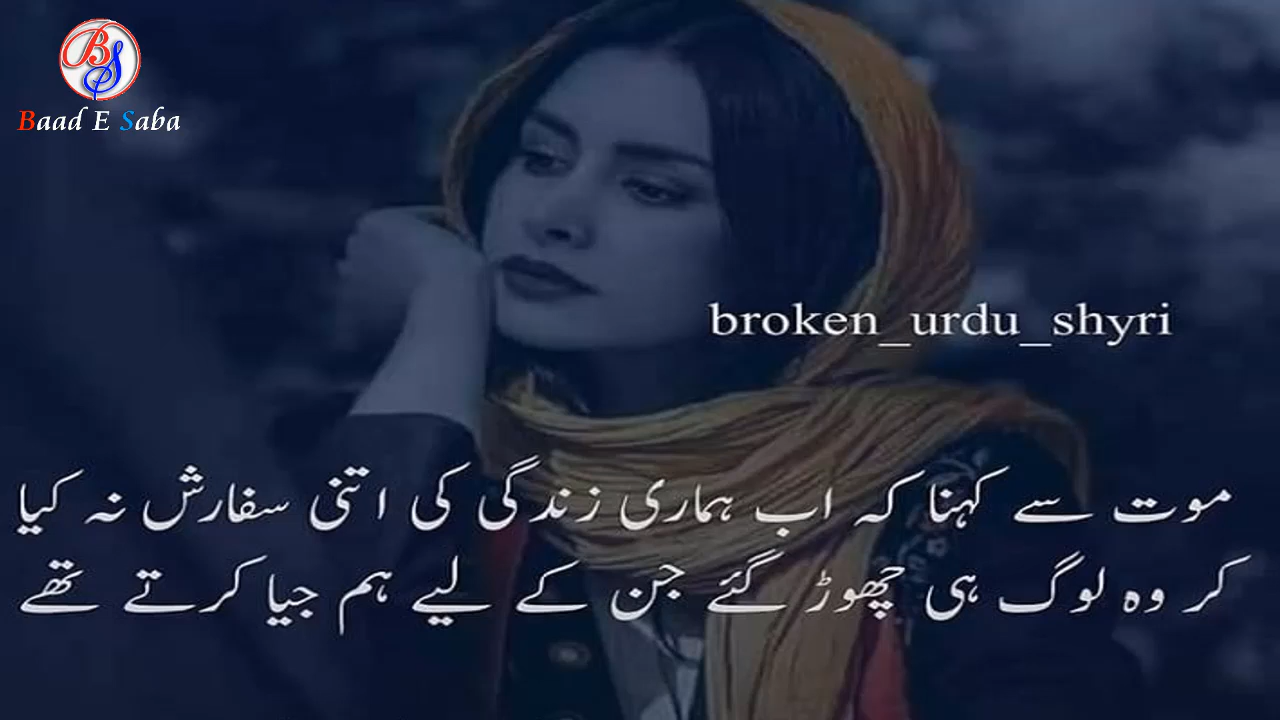 BS
Baad E Saba
broken_urdu_shyri
موت سے کہنا کہ اب ہماری زندگی کی اتنی سفارش نہ کیا
کر وہ لوگ ہی چھوڑ گئے جن کے لیے ہم جیا کرتے تھے